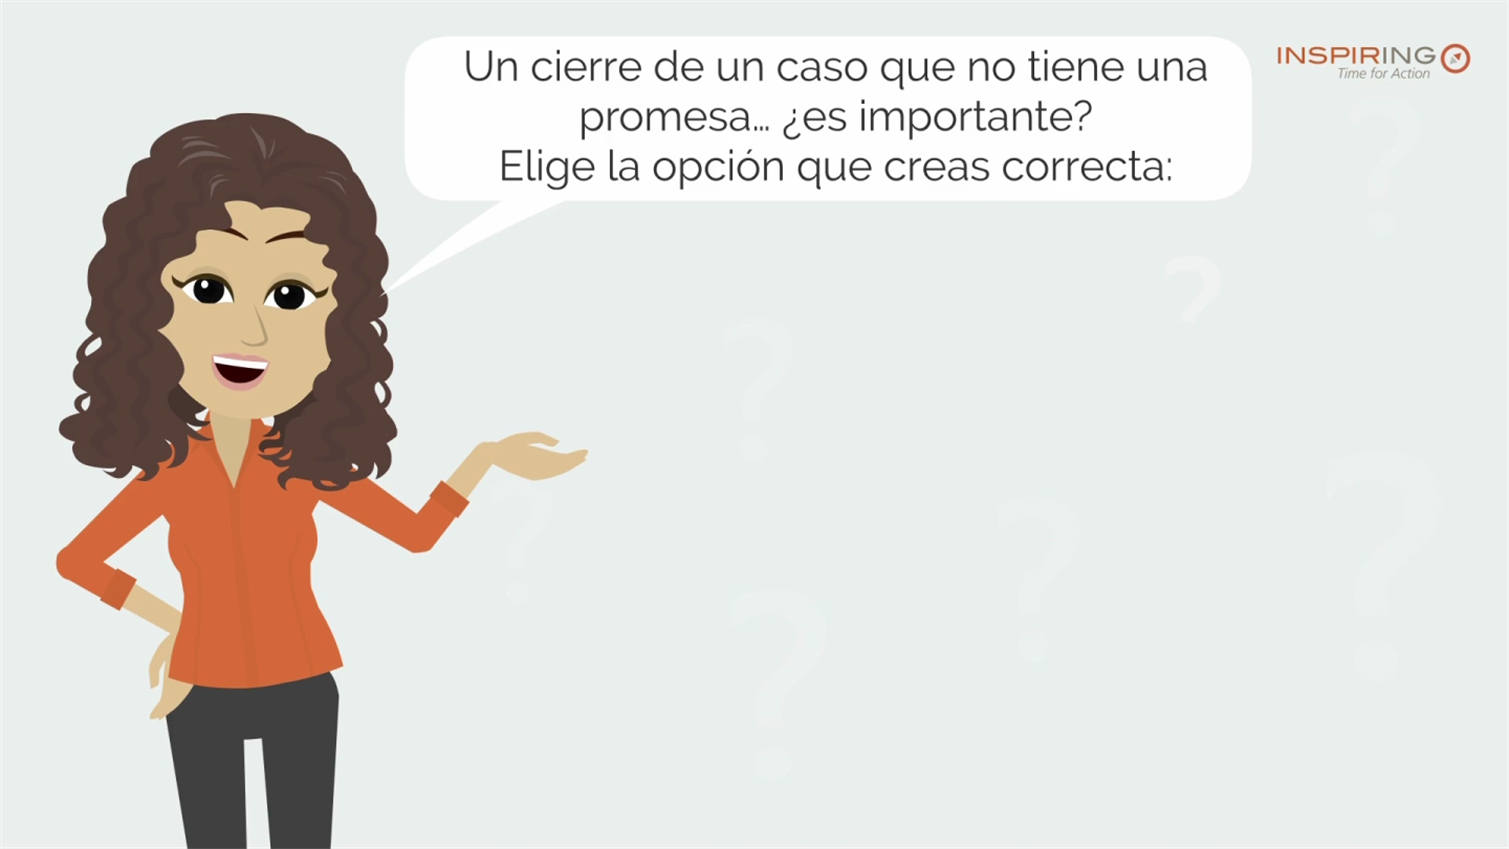 Un cierre de un caso que no tiene una
promesa... ¿es importante?
Elige la opción que creas correcta:
INSPIRING
Time for Action
?
?
?
?
?
?
?